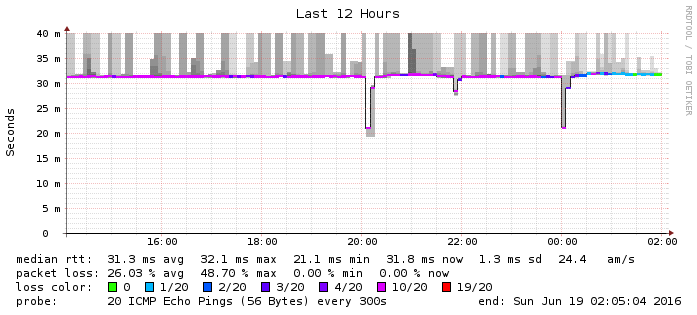 Last 12 Hours
RRDTOOL / TOBI OETIKER
Seconds
40 m
35 m
30 m
25 m
20 m
15 m
10 m
5 m
0
16:00 18:00 20:00 22:00 00:00 02:00
median rtt: 31.3 ms avg 32.1 ms max 21.1 ms min 31.8 ms now 1.3 ms sd 24.4 am/s
packet loss: 26.03 % avg 48.70 % max 0.00 % min 0.00 % now
loss color: 0 1/20 2/20 3/20 4/20 10/20 19/20
probe: 20 ICMP Echo Pings (56 Bytes) every 300s end: Sun Jun 19 02:05:04 2016